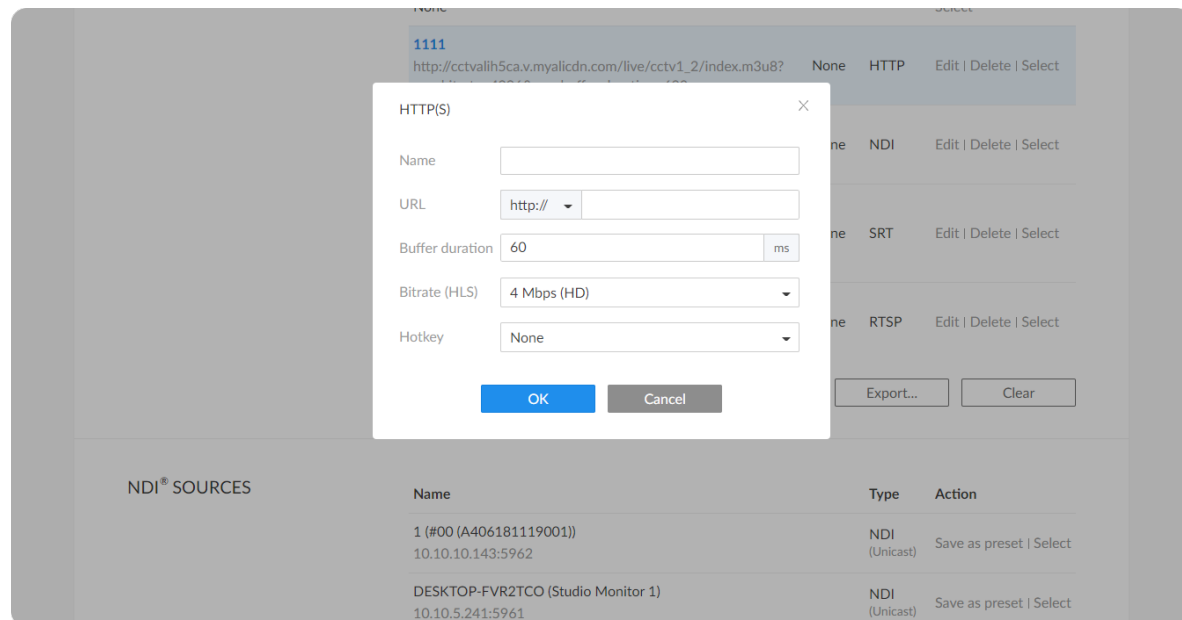 None Select
1111
http://cctvalih5ca.v.myalicdn.com/live/cctv1_2/index.m3u8? None HTTP Edit | Delete | Select
HTTP(S)
Name
NDI Edit | Delete | Select
URL http://
SRT Edit | Delete | Select
Buffer duration 60 ms
Bitrate (HLS) 4 Mbps (HD)
RTSP Edit | Delete | Select
Hotkey None
OK Cancel
Export... Clear
NDI® SOURCES
Name Type Action
1 (#00 (A406181119001)) NDI
10.10.10.143:5962 (Unicast) Save as preset | Select
DESKTOP-FVR2TCO (Studio Monitor 1) NDI
10.10.5.241:5961 (Unicast) Save as preset | Select